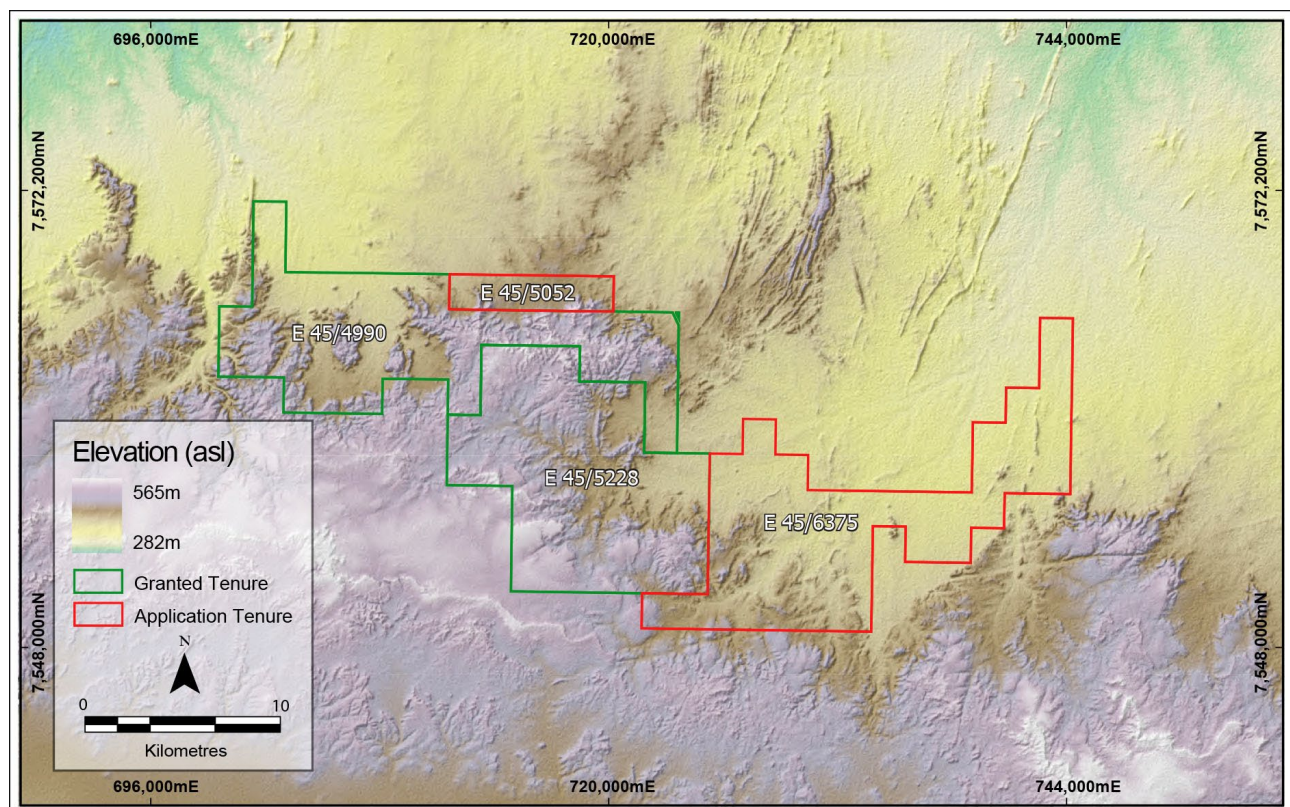 696,000mE 720,000mE 744,000mE
7,572,200mN
7,572,200mN
E 45/5052
E 45/4990
E 45/5228
E 45/6375
Elevation (asl)
565m
282m
Granted Tenure
Application Tenure
N
0 10
Kilometres
7,548,000mN
7,548,000mN
696,000mE 720,000mE 744,000mE